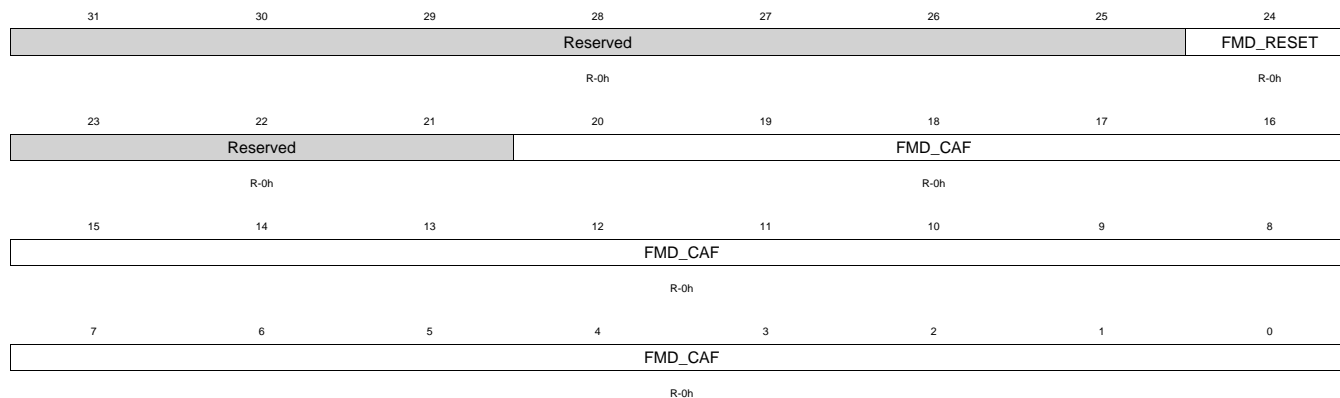 31 30 29 28 27 26 25 24
Reserved FMD_RESET
R-0h R-0h
23 22 21 20 19 18 17 16
Reserved FMD_CAF
R-0h R-0h
15 14 13 12 11 10 9 8
FMD_CAF
R-0h
7 6 5 4 3 2 1 0
FMD_CAF
R-0h